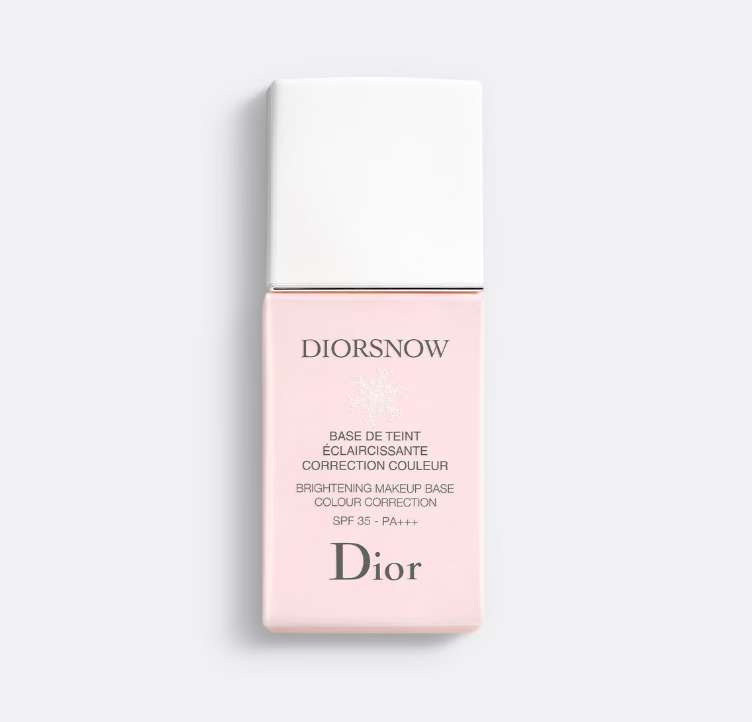 DIORSNOW
BASE DE TEINT
ÉCLAIRCISSANTE
CORRECTION COULEUR
BRIGHTENING MAKEUP BASE
COLOUR CORRECTION
SPF 35 - PA+++
Dior